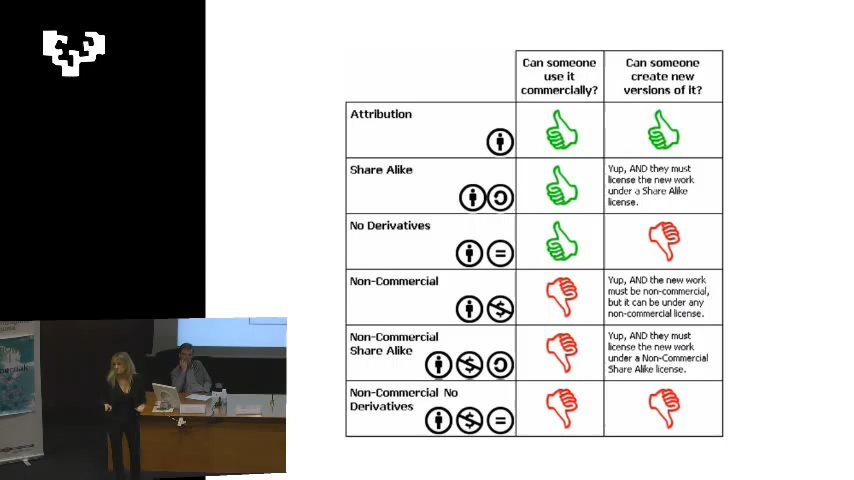 Can someone
use it
commercially?
Can someone
create new
versions of it?
Attribution
Share Alike
Yup, AND they must
license the new work
under a Share Alike
license.
No Derivatives
Non-Commercial
Yup, AND the new work
must be non-commercial,
but it can be under any
non-commercial license.
Non-Commercial
Share Alike
Yup, AND they must
license the new work
under a Non-Commercial
Share Alike license.
Non-Commercial No
Derivatives